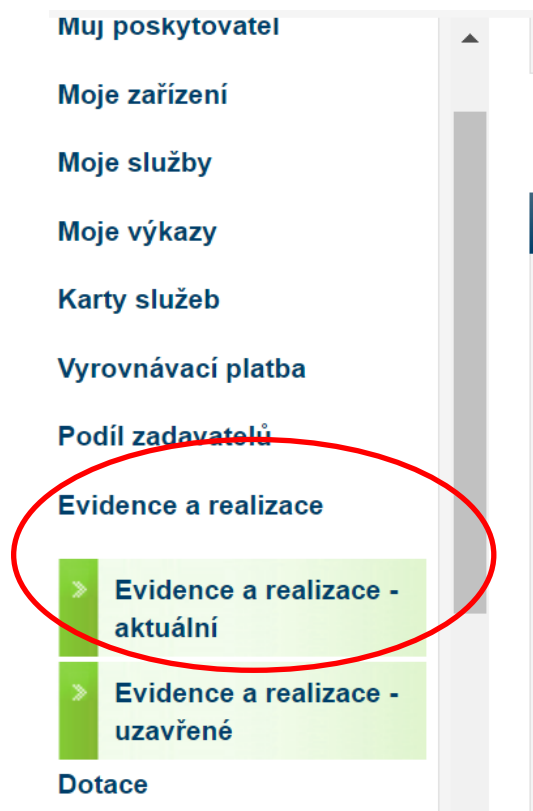 Můj poskytovatel
Moje zařízení
Moje služby
Moje výkazy
Karty služeb
Vyrovnávací platba
Podíl zadavatelů
Evidence a realizace
Evidence a realizace -
aktuální
Evidence a realizace -
uzavřené
Dotace